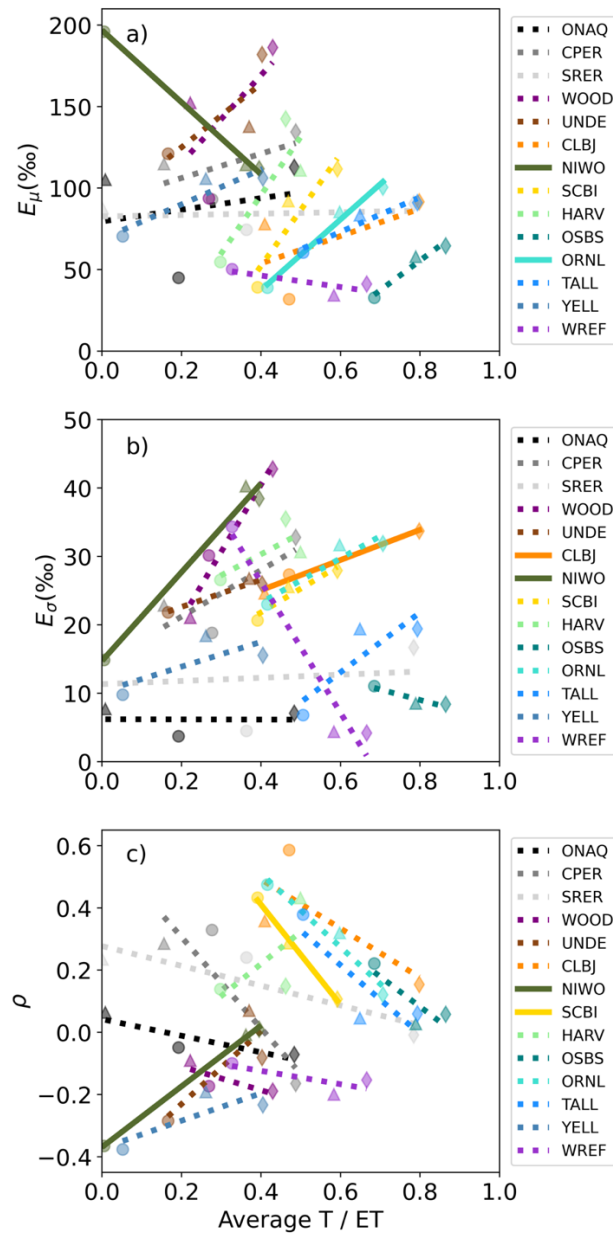 a)
200
150
100
50
0
E_μ(‰)
0.0 0.2 0.4 0.6 0.8 1.0
ONAQ
CPER
SRER
WOOD
UNDE
CLBJ
NIWO
SCBI
HARV
OSBS
ORNL
TALL
YELL
WREF
b)
50
40
30
20
10
0
E_σ(‰)
0.0 0.2 0.4 0.6 0.8 1.0
ONAQ
CPER
SRER
WOOD
UNDE
CLBJ
NIWO
SCBI
HARV
OSBS
ORNL
TALL
YELL
WREF
c)
0.6
0.4
0.2
0.0
−0.2
−0.4
ρ
0.0 0.2 0.4 0.6 0.8 1.0
Average T / ET
ONAQ
CPER
SRER
WOOD
UNDE
CLBJ
NIWO
SCBI
HARV
OSBS
ORNL
TALL
YELL
WREF